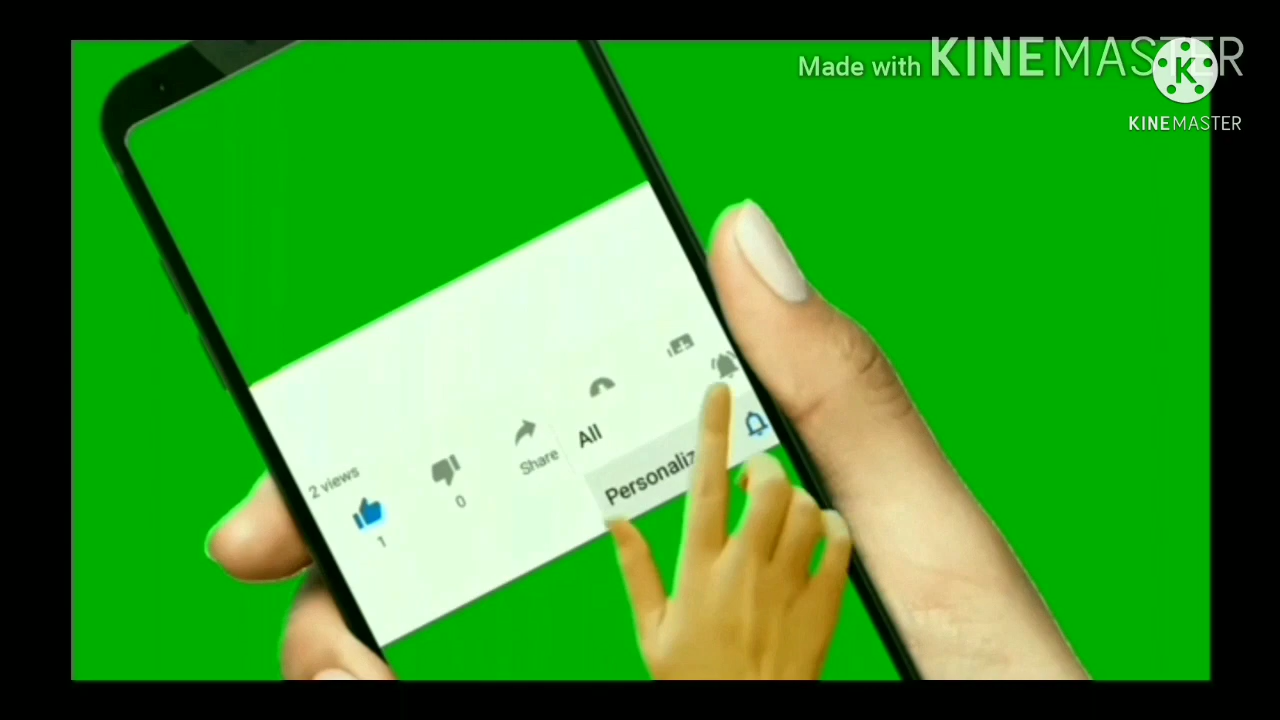 Made with KINEMASTER
K
KINEMASTER
2 views
1
0
Share
All
Personaliz